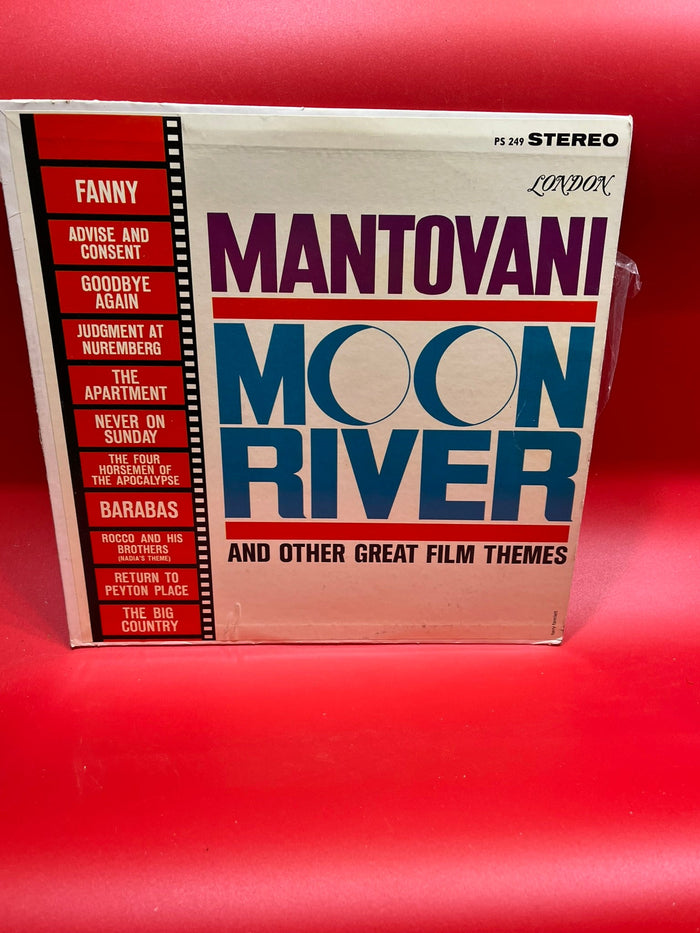 PS 249 STEREO
LONDON
MANTOVANI
MOON
RIVER
AND OTHER GREAT FILM THEMES
FANNY
ADVISE AND
CONSENT
GOODBYE
AGAIN
JUDGMENT AT
NUREMBERG
THE
APARTMENT
NEVER ON
SUNDAY
THE FOUR
HORSEMEN OF
THE APOCALYPSE
BARABAS
ROCCO AND HIS
BROTHERS
(NADIA'S THEME)
RETURN TO
PEYTON PLACE
THE BIG
COUNTRY